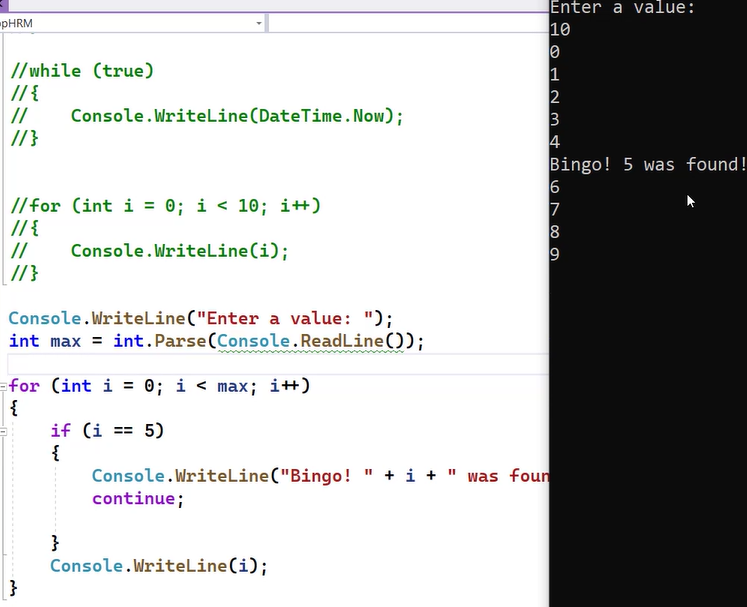 pHRM
//while (true)
//{
//    Console.WriteLine(DateTime.Now);
//}
//for (int i = 0; i < 10; i++)
//{
//    Console.WriteLine(i);
//}
Console.WriteLine("Enter a value: ");
int max = int.Parse(Console.ReadLine());
for (int i = 0; i < max; i++)
{
    if (i == 5)
    {
        Console.WriteLine("Bingo! " + i + " was foun
        continue;
    }
    Console.WriteLine(i);
}
Enter a value:
10
0
1
2
3
4
Bingo! 5 was found!
6
7
8
9